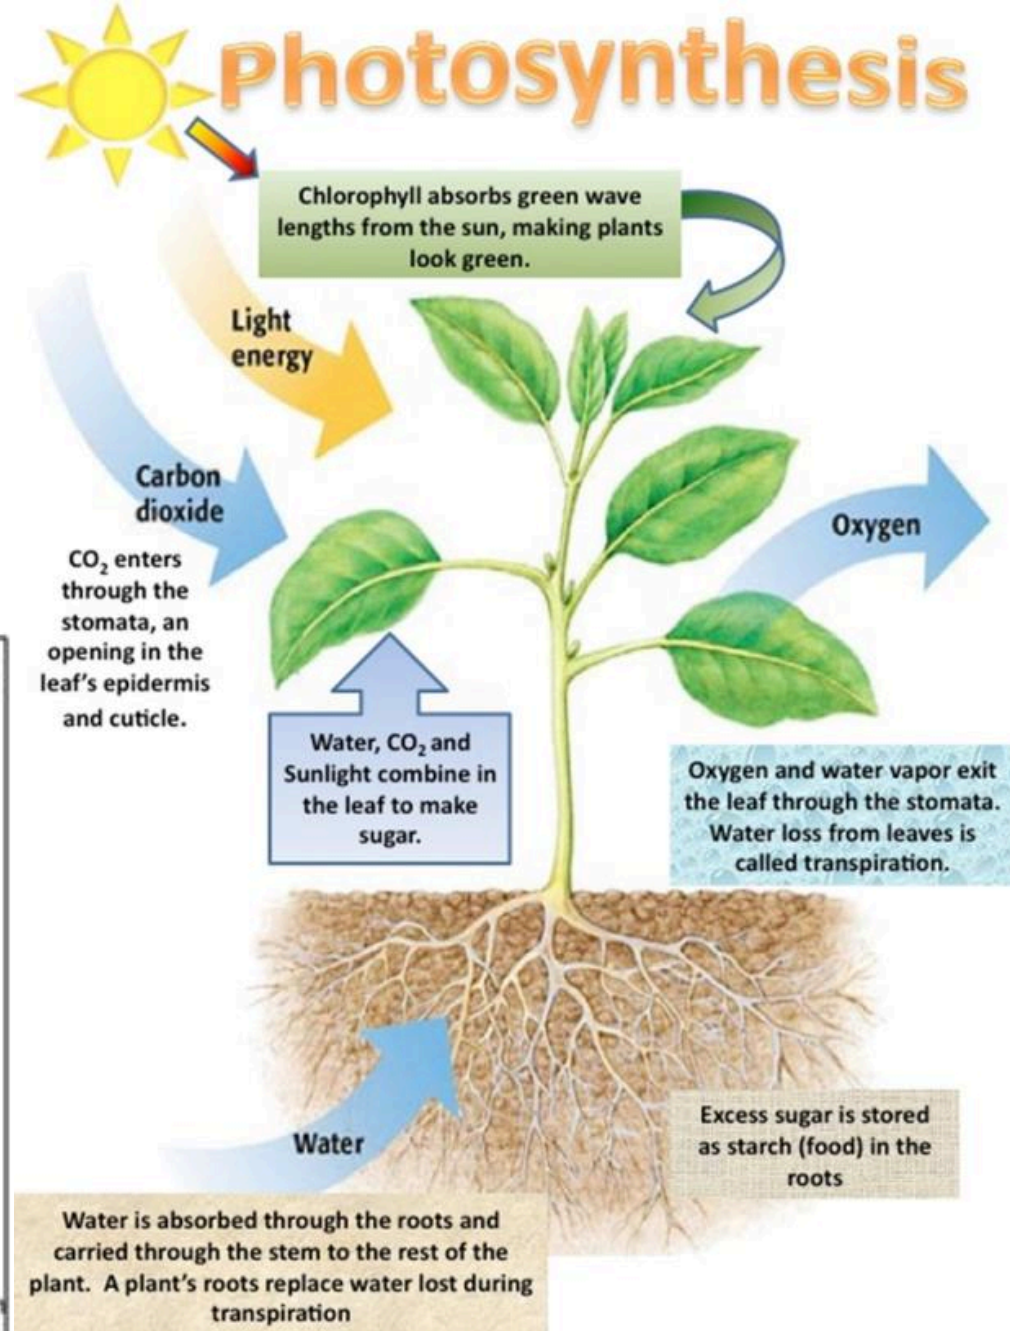 Photosynthesis
Chlorophyll absorbs green wave
lengths from the sun, making plants
look green.
Light
energy
Carbon
dioxide
CO₂ enters
through the
stomata, an
opening in the
leaf's epidermis
and cuticle.
Oxygen
Water, CO₂ and
Sunlight combine in
the leaf to make
sugar.
Oxygen and water vapor exit
the leaf through the stomata.
Water loss from leaves is
called transpiration.
Water
Excess sugar is stored
as starch (food) in the
roots
Water is absorbed through the roots and
carried through the stem to the rest of the
plant. A plant's roots replace water lost during
transpiration